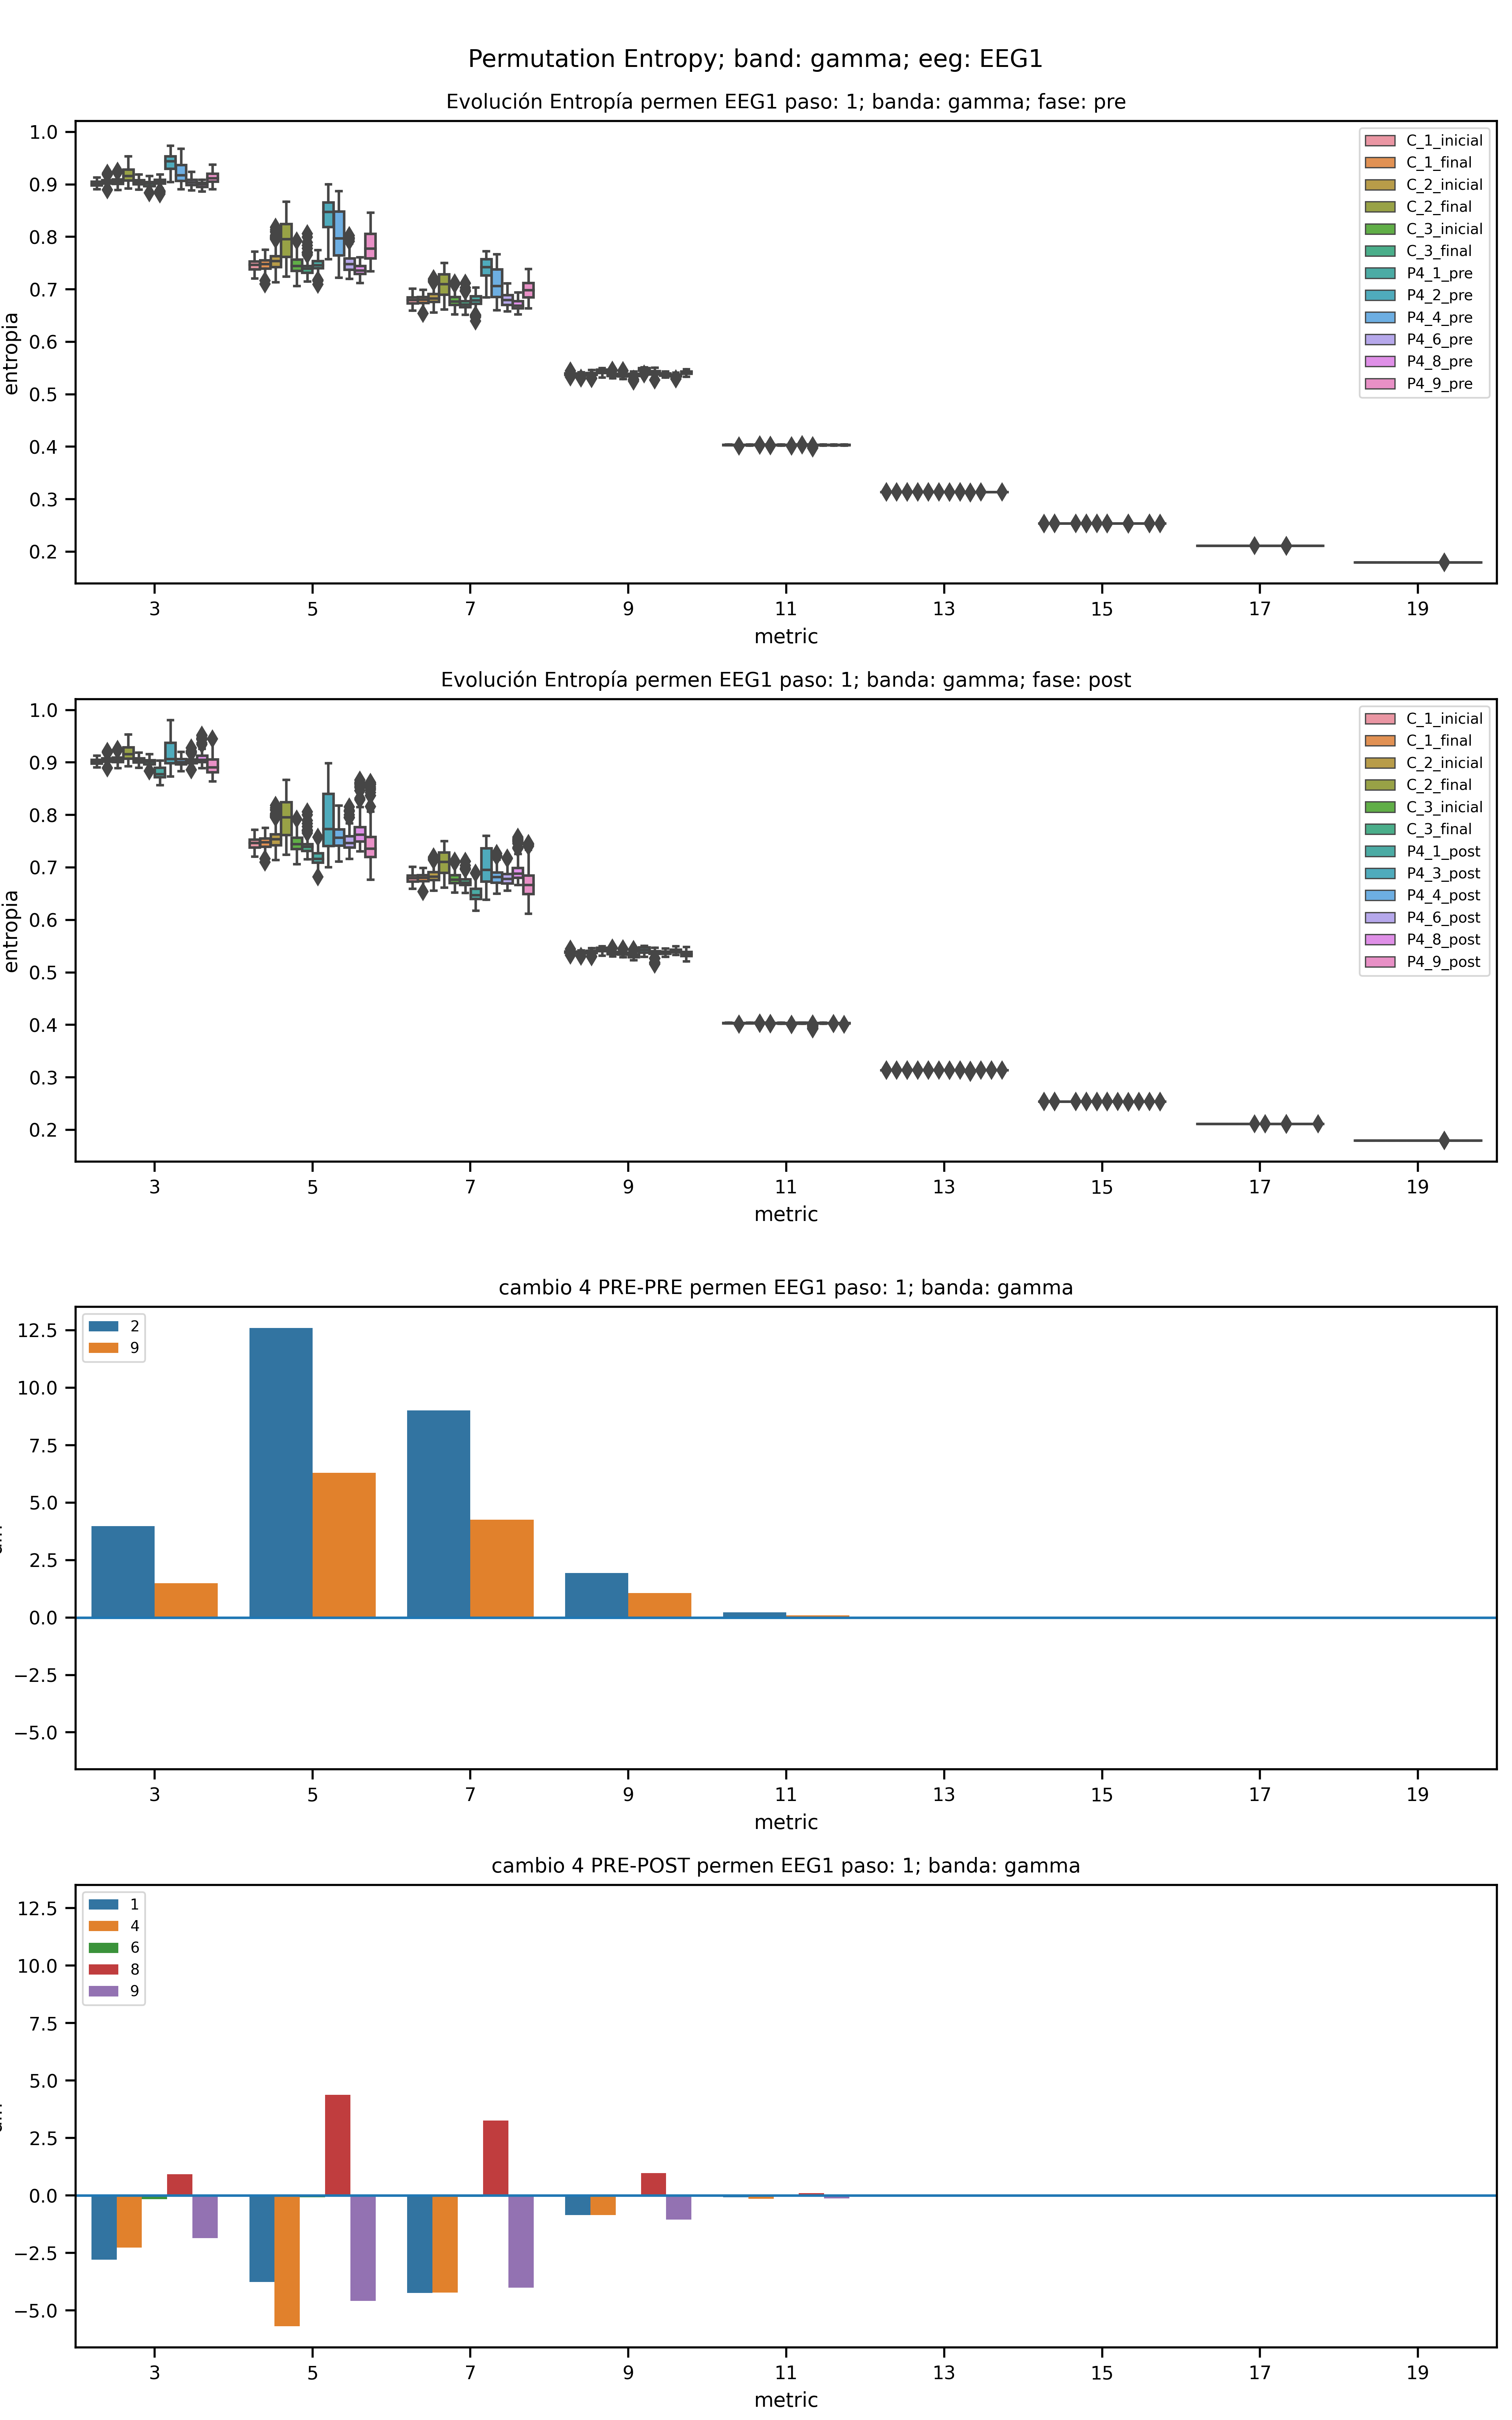 Permutation Entropy; band: gamma; eeg: EEG1
Evolución Entropía permen EEG1 paso: 1; banda: gamma; fase: pre
1.0
0.9
0.8
0.7
0.6
0.5
0.4
0.3
0.2
entropia
C_1_inicial
C_1_final
C_2_inicial
C_2_final
C_3_inicial
C_3_final
P4_1_pre
P4_2_pre
P4_4_pre
P4_6_pre
P4_8_pre
P4_9_pre
3 5 7 9 11 13 15 17 19
metric
Evolución Entropía permen EEG1 paso: 1; banda: gamma; fase: post
1.0
0.9
0.8
0.7
0.6
0.5
0.4
0.3
0.2
entropia
C_1_inicial
C_1_final
C_2_inicial
C_2_final
C_3_inicial
C_3_final
P4_1_post
P4_3_post
P4_4_post
P4_6_post
P4_8_post
P4_9_post
3 5 7 9 11 13 15 17 19
metric
cambio 4 PRE-PRE permen EEG1 paso: 1; banda: gamma
12.5
10.0
7.5
5.0
2.5
0.0
−2.5
−5.0
2
9
3 5 7 9 11 13 15 17 19
metric
cambio 4 PRE-POST permen EEG1 paso: 1; banda: gamma
12.5
10.0
7.5
5.0
2.5
0.0
−2.5
−5.0
1
4
6
8
9
3 5 7 9 11 13 15 17 19
metric